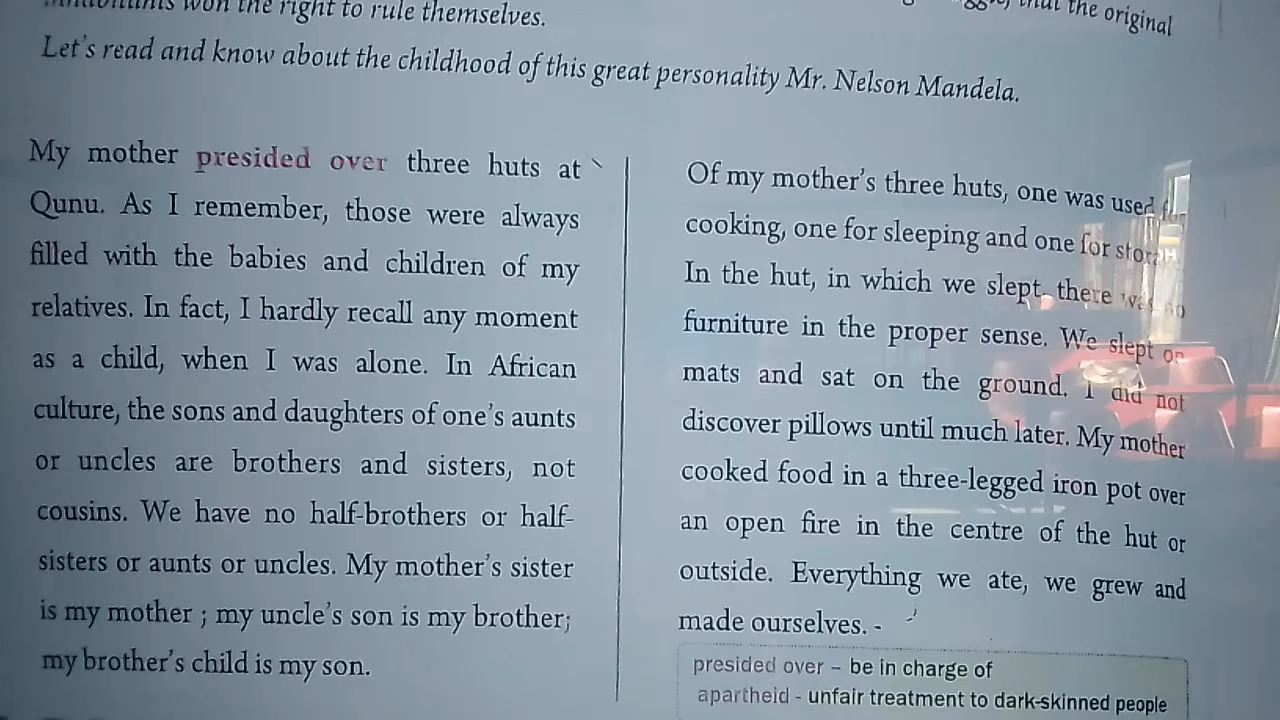 inhabitants won the right to rule themselves. that the original
Let's read and know about the childhood of this great personality Mr. Nelson Mandela.
My mother presided over three huts at
Qunu. As I remember, those were always
filled with the babies and children of my
relatives. In fact, I hardly recall any moment
as a child, when I was alone. In African
culture, the sons and daughters of one's aunts
or uncles are brothers and sisters, not
cousins. We have no half-brothers or half-
sisters or aunts or uncles. My mother's sister
is my mother ; my uncle's son is my brother;
my brother's child is my son.
Of my mother's three huts, one was used for
cooking, one for sleeping and one for
In the hut, in which we slept, there was no
furniture in the proper sense. We slept on
mats and sat on the ground. I did not
discover pillows until much later. My mother
cooked food in a three-legged iron pot over
an open fire in the centre of the hut or
outside. Everything we ate, we grew and
made ourselves. -
presided over – be in charge of
apartheid - unfair treatment to dark-skinned people